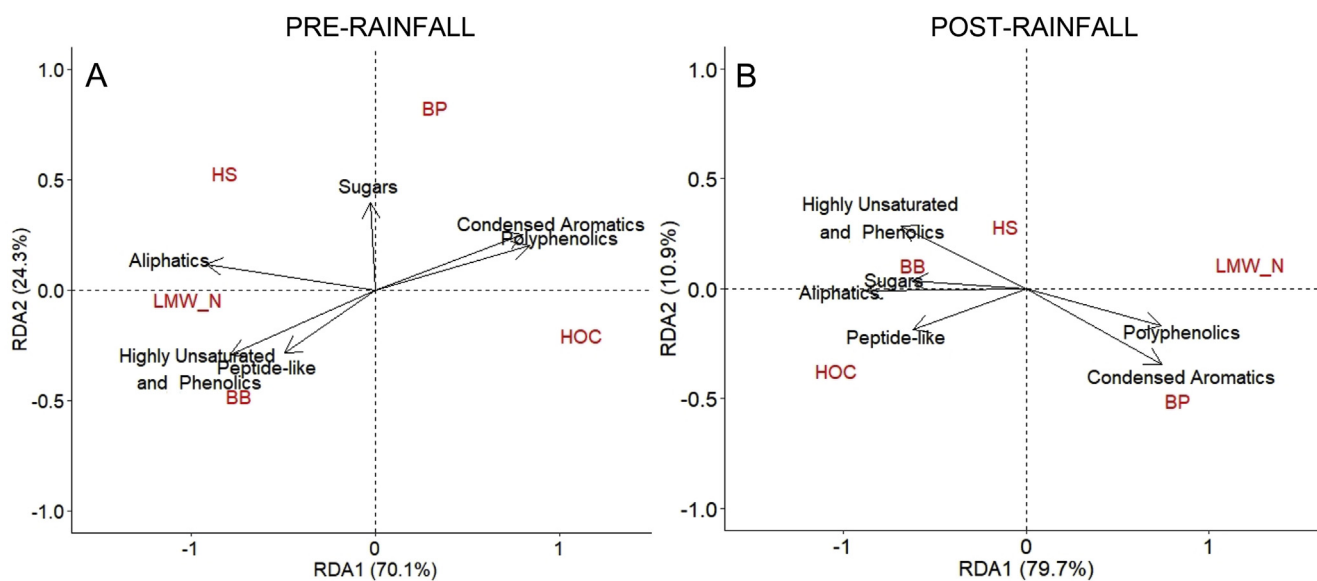 PRE-RAINFALL
A
1.0
0.5
0.0
-0.5
-1.0
RDA2 (24.3%)
BP
HS
Sugars
Condensed Aromatics
Polyphenolics
Aliphatics
LMW_N
HOC
Highly Unsaturated
and Phenolics
Peptide-like
BB
-1
0
1
RDA1 (70.1%)
POST-RAINFALL
B
1.0
0.5
0.0
-0.5
-1.0
RDA2 (10.9%)
Highly Unsaturated
and Phenolics
HS
BB
LMW_N
Sugars
Aliphatics
Peptide-like
Polyphenolics
HOC
Condensed Aromatics
BP
-1
0
1
RDA1 (79.7%)